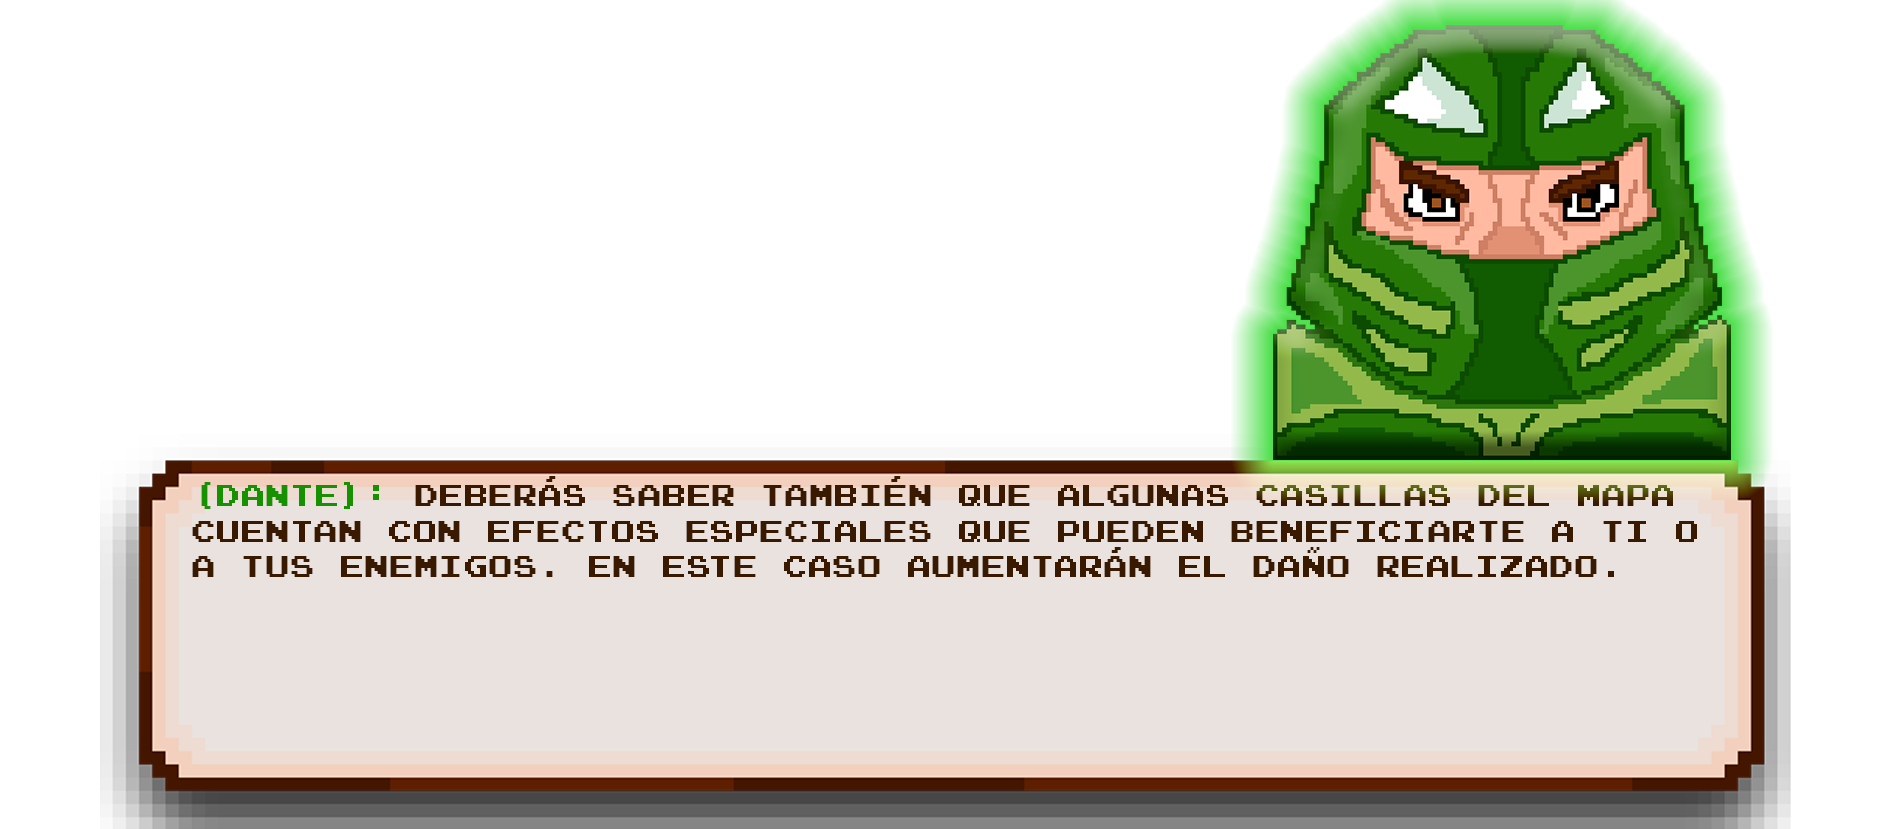 (DANTE): DEBERÁS SABER TAMBIÉN QUE ALGUNAS CASILLAS DEL MAPA
CUENTAN CON EFECTOS ESPECIALES QUE PUEDEN BENEFICIARTE A TI O
A TUS ENEMIGOS. EN ESTE CASO AUMENTARÁN EL DAÑO REALIZADO.